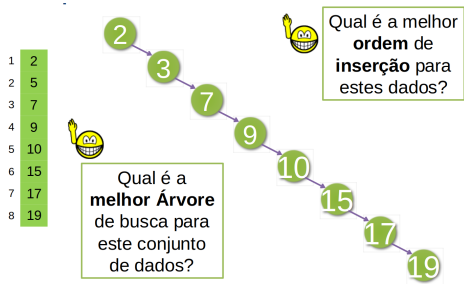 1 2
2 5
3 7
4 9
5 10
6 15
7 17
8 19
2
3
7
9
10
15
17
19
Qual é a melhor
ordem de
inserção para
estes dados?
Qual é a
melhor Árvore
de busca para
este conjunto
de dados?